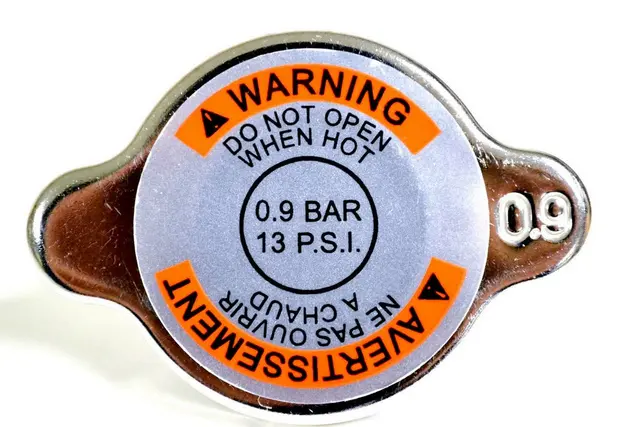 WARNING
DO NOT OPEN
WHEN HOT
0.9 BAR
13 P.S.I.
0.9
AVERTISSEMENT
NE PAS OUVRIR
A CHAUD